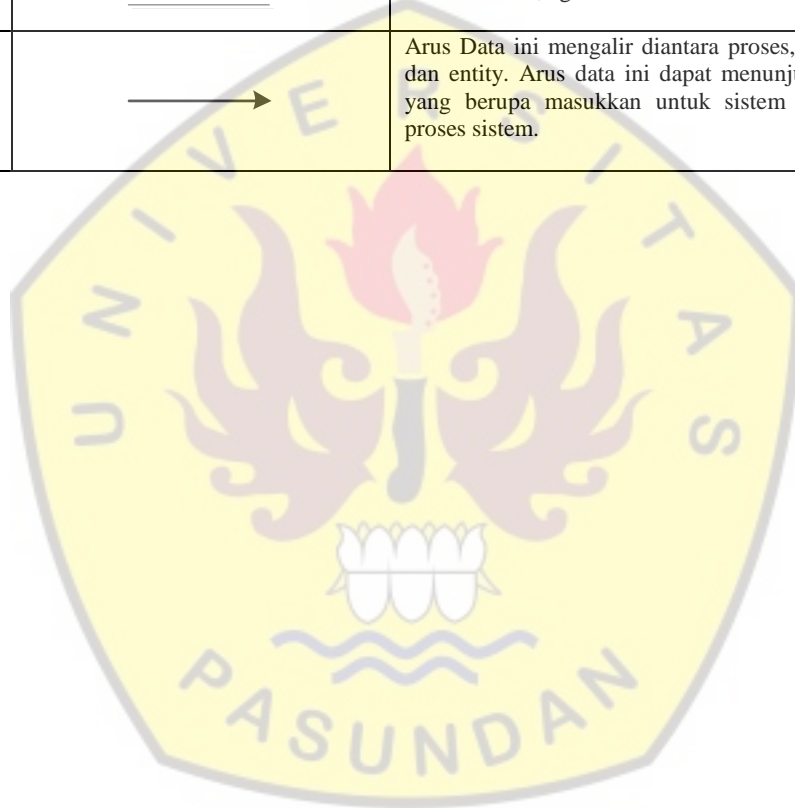 Arus Data ini mengalir diantara proses,
dan entity. Arus data ini dapat
yang berupa masukkan untuk sistem
proses sistem.
UNIVERSITAS
PASUNDAN